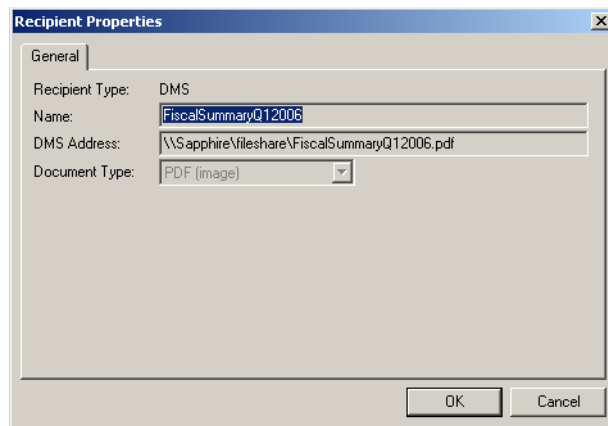 Recipient Properties
General
Recipient Type: DMS
Name: FiscalSummaryQ12006
DMS Address: \\Sapphire\fileshare\FiscalSummaryQ12006.pdf
Document Type: PDF (image)
OK Cancel